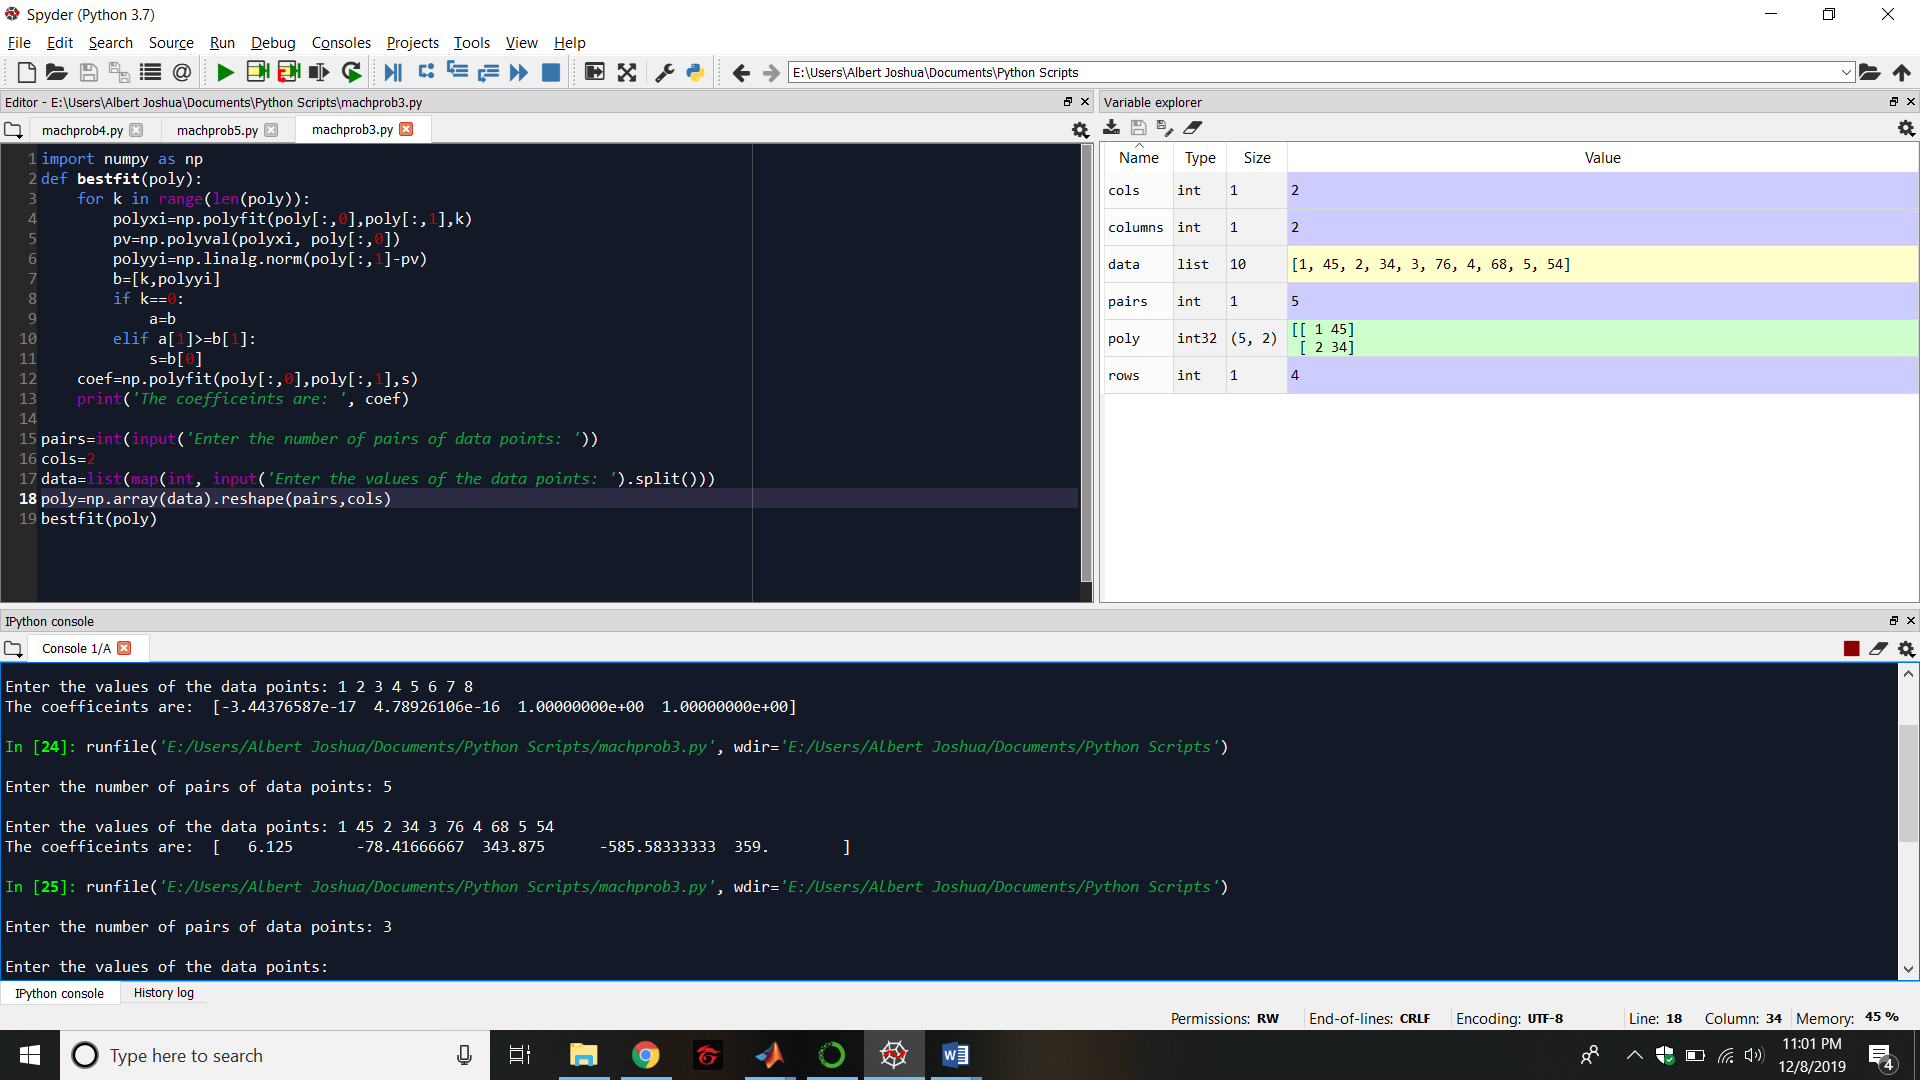 Spyder (Python 3.7)
File Edit Search Source Run Debug Consoles Projects Tools View Help
E:\Users\Albert Joshua\Documents\Python Scripts
Editor - E:\Users\Albert Joshua\Documents\Python Scripts\machprob3.py
machprob4.py machprob5.py machprob3.py
1 import numpy as np
2 def bestfit(poly):
3     for k in range(len(poly)):
4         polyxi=np.polyfit(poly[:,0],poly[:,1],k)
5         pv=np.polyval(polyxi, poly[:,0])
6         polyyi=np.linalg.norm(poly[:,1]-pv)
7         b=[k,polyyi]
8         if k==0:
9             a=b
10         elif a[1]>=b[1]:
11             s=b[0]
12     coef=np.polyfit(poly[:,0],poly[:,1],s)
13     print('The coefficeints are: ', coef)
14
15 pairs=int(input('Enter the number of pairs of data points: '))
16 cols=2
17 data=list(map(int, input('Enter the values of the data points: ').split()))
18 poly=np.array(data).reshape(pairs,cols)
19 bestfit(poly)
Variable explorer
Name Type Size Value
cols int 1 2
columns int 1 2
data list 10 [1, 45, 2, 34, 3, 76, 4, 68, 5, 54]
pairs int 1 5
poly int32 (5, 2) [[ 1 45]
[ 2 34]
rows int 1 4
IPython console
Console 1/A
Enter the values of the data points: 1 2 3 4 5 6 7 8
The coefficeints are:  [-3.44376587e-17  4.78926106e-16  1.00000000e+00  1.00000000e+00]
In [24]: runfile('E:/Users/Albert Joshua/Documents/Python Scripts/machprob3.py', wdir='E:/Users/Albert Joshua/Documents/Python Scripts')
Enter the number of pairs of data points: 5
Enter the values of the data points: 1 45 2 34 3 76 4 68 5 54
The coefficeints are:  [   6.125       -78.41666667  343.875      -585.58333333  359.        ]
In [25]: runfile('E:/Users/Albert Joshua/Documents/Python Scripts/machprob3.py', wdir='E:/Users/Albert Joshua/Documents/Python Scripts')
Enter the number of pairs of data points: 3
Enter the values of the data points:
IPython console History log
Permissions: RW End-of-lines: CRLF Encoding: UTF-8 Line: 18 Column: 34 Memory: 45 %
Type here to search
11:01 PM
12/8/2019
4